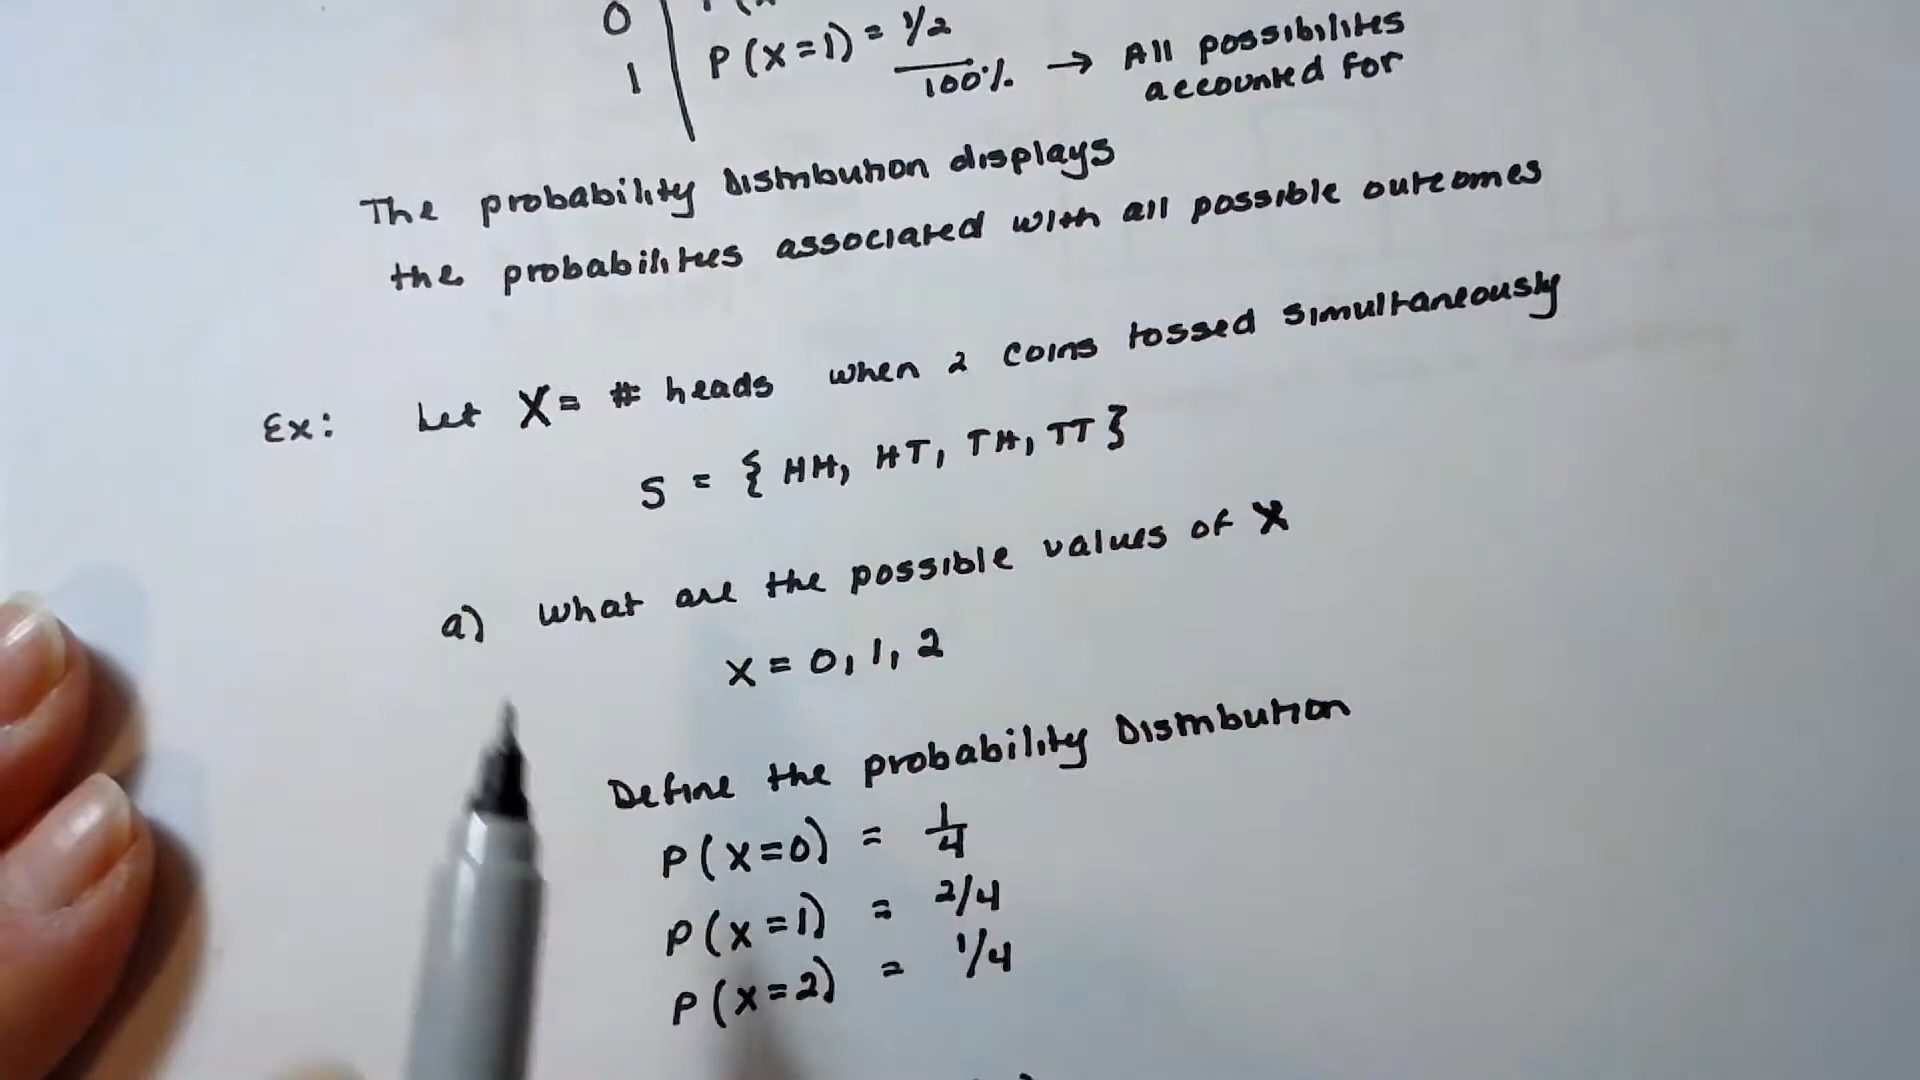 0
1 P(x=1) = 1/2
100% → All possibilites
accounted for
The probability Distribution displays
the probabilities associated with all possible outcomes
Ex: Let X = # heads when 2 coins tossed simultaneously
S = { HH, HT, TH, TT }
a) What are the possible values of X
x = 0, 1, 2
Define the probability Distribution
P(x=0) = 1/4
P(x=1) = 2/4
P(x=2) = 1/4